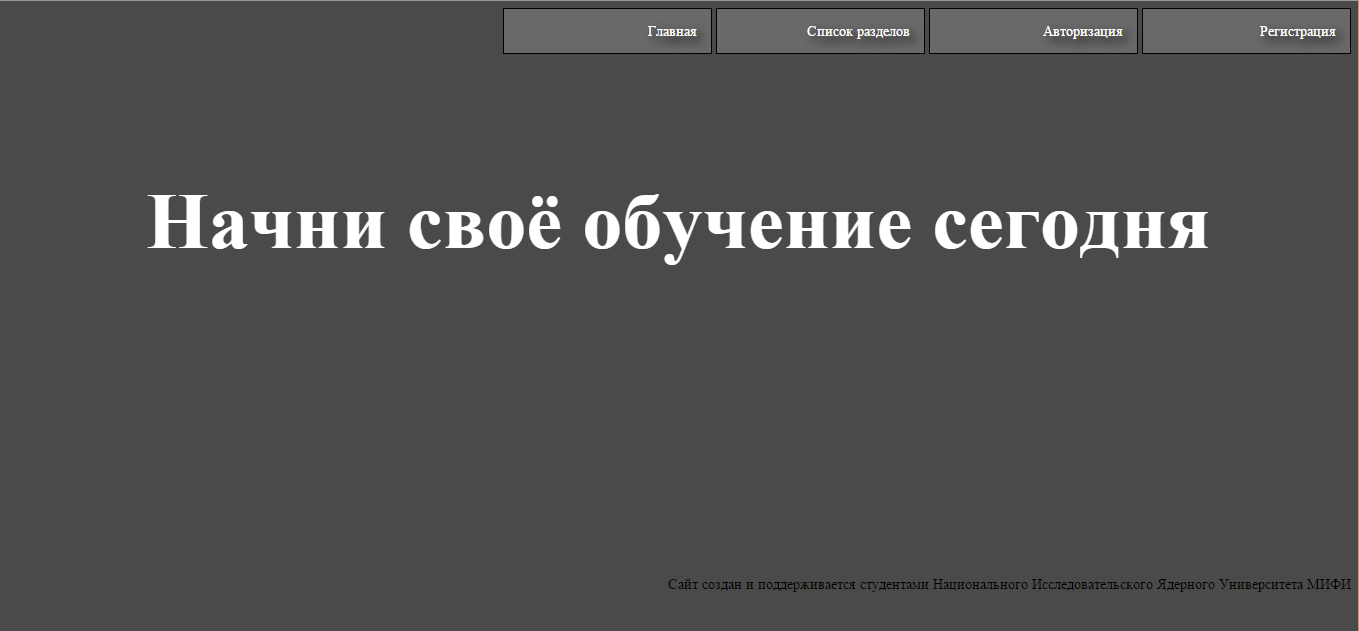 Главная
Список разделов
Авторизация
Регистрация
Начни своё обучение сегодня
Сайт создан и поддерживается студентами Национального Исследовательского Ядерного Университета МИФИ